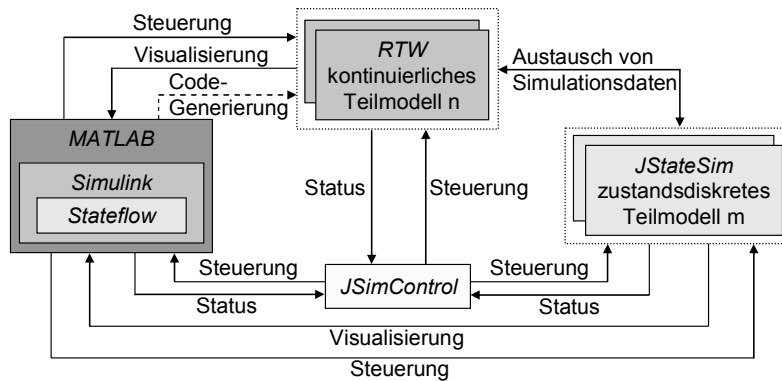 Steuerung
Visualisierung
Code-
Generierung
RTW
kontinuierliches
Teilmodell n
Austausch von
Simulationsdaten
MATLAB
Simulink
Stateflow
JStateSim
zustandsdiskretes
Teilmodell m
Status
Steuerung
Steuerung
Status
JSimControl
Steuerung
Status
Visualisierung
Steuerung